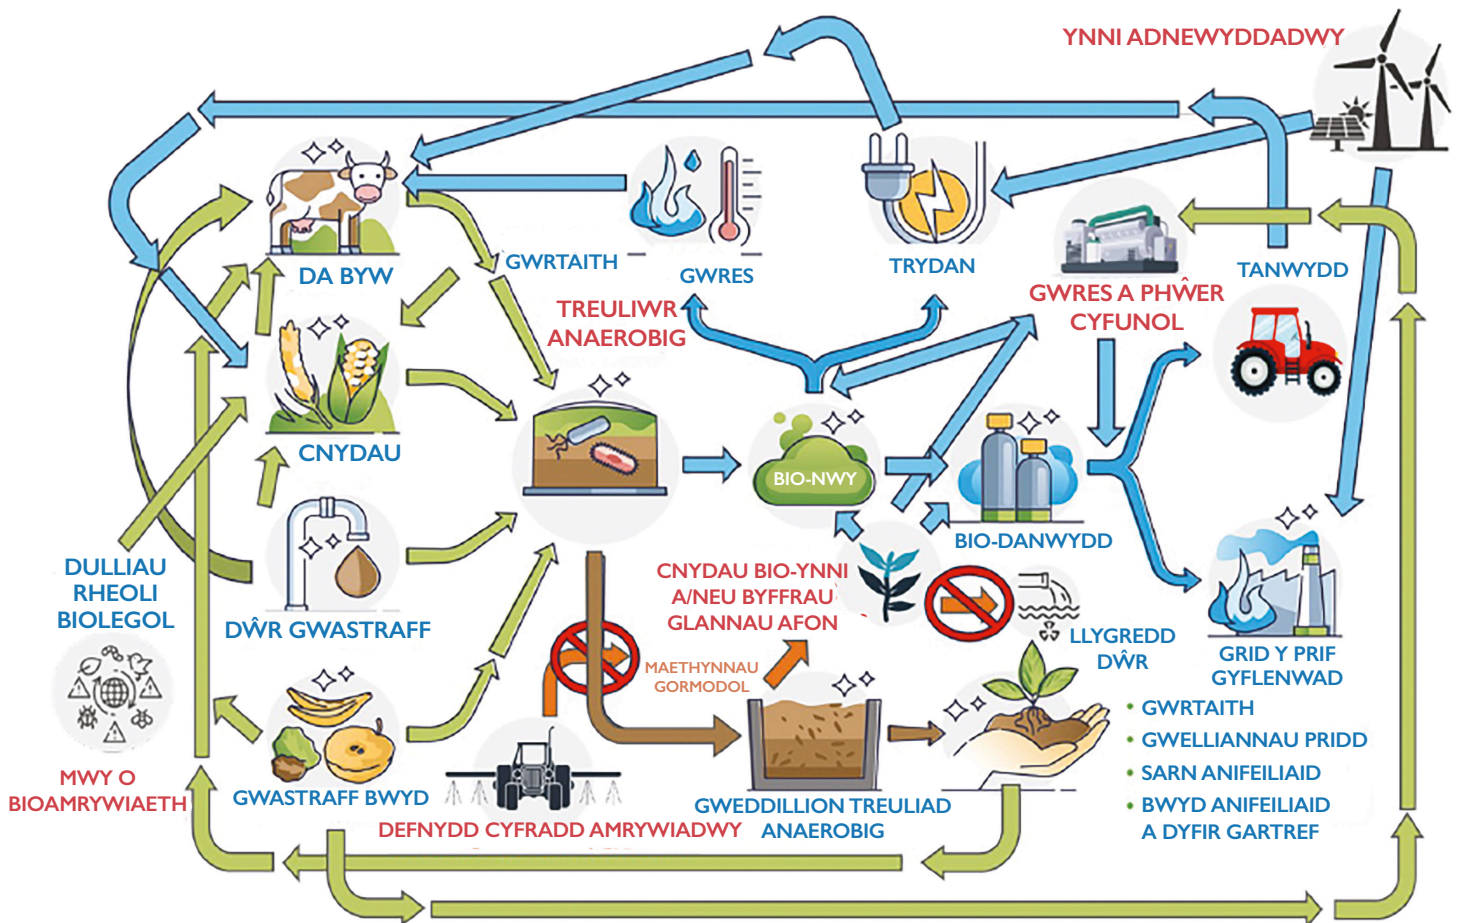 YNNI ADNEWYDDADWY
DA BYW
GWRTAITH
GWRES
TRYDAN
TANWYDD
TREULIWR
ANAEROBIG
GWRES A PHŴER
CYFUNOL
CNYDAU
BIO-NWY
BIO-DANWYDD
DULLIAU
RHEOLI
BIOLEGOL
DŴR GWASTRAFF
CNYDAU BIO-YNNI
A/NEU BYFFRAU
GLANNAU AFON
LLYGREDD
DŴR
GRID Y PRIF
GYFLENWAD
MAETHYNNAU
GORMODOL
MWY O
BIOAMRYWIAETH
GWASTRAFF BWYD
DEFNYDD CYFRADD AMRYWIADWY
GWEDDILLION TREULIAD
ANAEROBIG
• GWRTAITH
• GWELLIANNAU PRIDD
• SARN ANIFEILIAID
• BWYD ANIFEILIAID
A DYFIR GARTREF